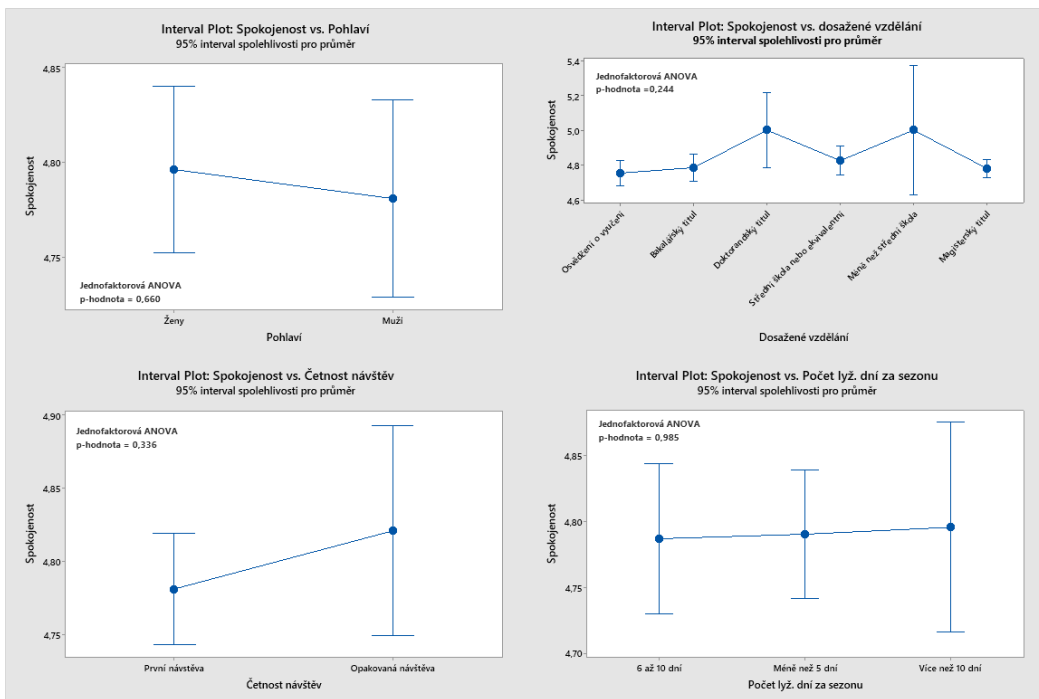 Interval Plot: Spokojenost vs. Pohlaví
95% interval spolehlivosti pro průměr
4,85
4,80
4,75
Spokojenost
Jednofaktorová ANOVA
p-hodnota = 0,660
Ženy
Muži
Pohlaví
Interval Plot: Spokojenost vs. dosažené vzdělání
95% interval spolehlivosti pro průměr
5,4
5,2
5,0
4,8
4,6
Spokojenost
Jednofaktorová ANOVA
p-hodnota =0,244
Osvědčení o vyučení
Bakalářský titul
Doktorandský titul
Střední škola nebo ekvivalentní
Méně než střední škola
Magisterský titul
Dosažené vzdělání
Interval Plot: Spokojenost vs. Četnost návštěv
95% interval spolehlivosti pro průměr
4,90
4,85
4,80
4,75
Spokojenost
Jednofaktorová ANOVA
p-hodnota = 0,336
První návstěva
Opakovaná návštěva
Četnost návštěv
Interval Plot: Spokojenost vs. Počet lyž. dní za sezonu
95% interval spolehlivosti pro průměr
4,85
4,80
4,75
4,70
Spokojenost
Jednofaktorová ANOVA
p-hodnota = 0,985
6 až 10 dní
Méně než 5 dní
Více než 10 dní
Počet lyž. dní za sezonu